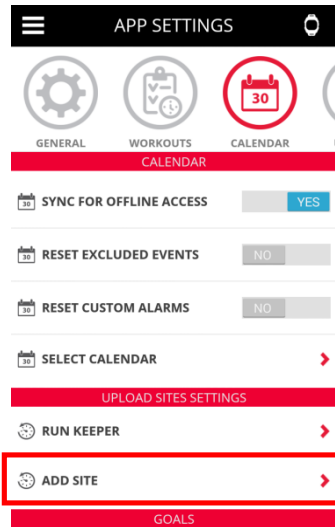 APP SETTINGS
30
GENERAL WORKOUTS CALENDAR
CALENDAR
30 SYNC FOR OFFLINE ACCESS YES
30 RESET EXCLUDED EVENTS NO
30 RESET CUSTOM ALARMS NO
30 SELECT CALENDAR
UPLOAD SITES SETTINGS
RUN KEEPER
ADD SITE
GOALS